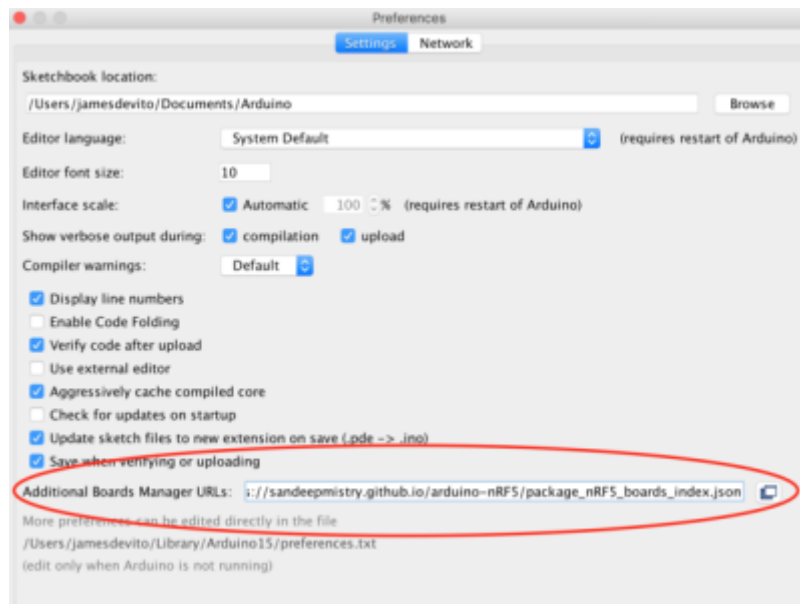 Preferences
Settings Network
Sketchbook location:
/Users/jamesdevito/Documents/Arduino Browse
Editor language: System Default (requires restart of Arduino)
Editor font size: 10
Interface scale: Automatic 100 % (requires restart of Arduino)
Show verbose output during: compilation upload
Compiler warnings: Default
Display line numbers
Enable Code Folding
Verify code after upload
Use external editor
Aggressively cache compiled core
Check for updates on startup
Update sketch files to new extension on save (.pde -> .ino)
Save when verifying or uploading
Additional Boards Manager URLs: s://sandeepmistry.github.io/arduino-nRF5/package_nRF5_boards_index.json
More preferences can be edited directly in the file
/Users/jamesdevito/Library/Arduino15/preferences.txt
(edit only when Arduino is not running)